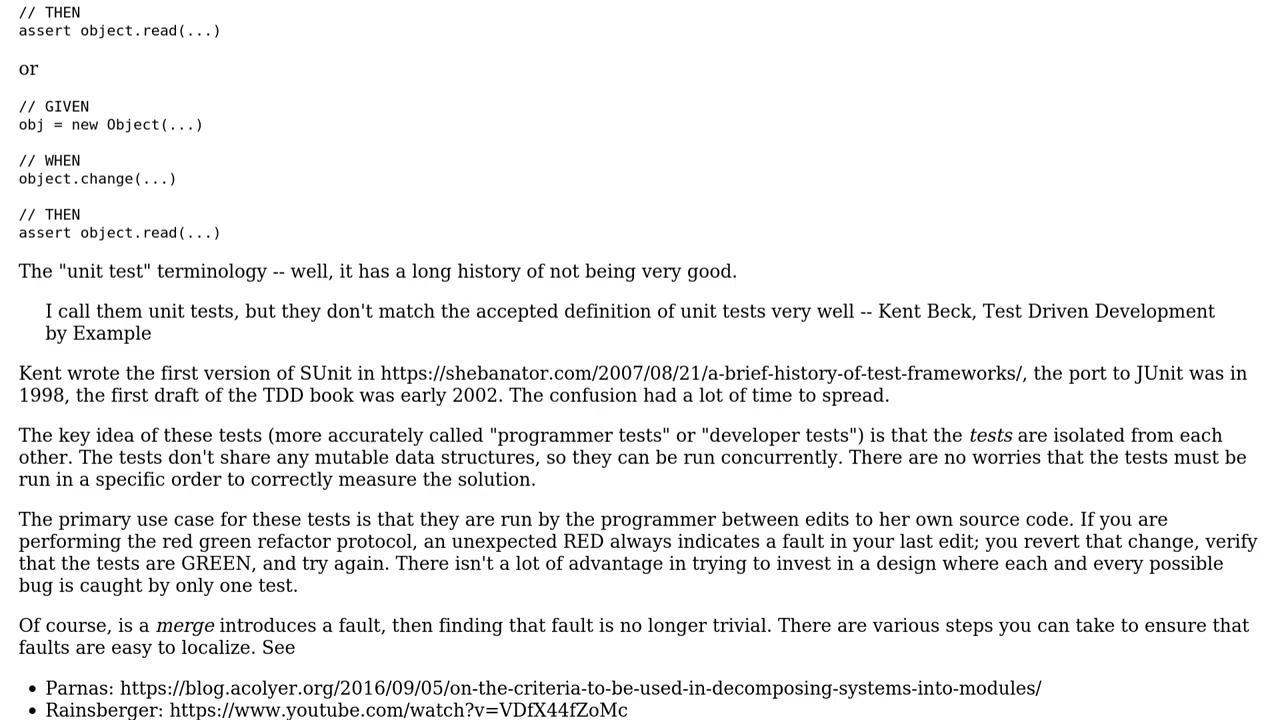 // THEN
assert object.read(...)
or
// GIVEN
obj = new Object(...)
// WHEN
object.change(...)
// THEN
assert object.read(...)
The "unit test" terminology -- well, it has a long history of not being very good.
I call them unit tests, but they don't match the accepted definition of unit tests very well -- Kent Beck, Test Driven Development
by Example
Kent wrote the first version of SUnit in https://shebanator.com/2007/08/21/a-brief-history-of-test-frameworks/, the port to JUnit was in
1998, the first draft of the TDD book was early 2002. The confusion had a lot of time to spread.
The key idea of these tests (more accurately called "programmer tests" or "developer tests") is that the tests are isolated from each
other. The tests don't share any mutable data structures, so they can be run concurrently. There are no worries that the tests must be
run in a specific order to correctly measure the solution.
The primary use case for these tests is that they are run by the programmer between edits to her own source code. If you are
performing the red green refactor protocol, an unexpected RED always indicates a fault in your last edit; you revert that change, verify
that the tests are GREEN, and try again. There isn't a lot of advantage in trying to invest in a design where each and every possible
bug is caught by only one test.
Of course, is a merge introduces a fault, then finding that fault is no longer trivial. There are various steps you can take to ensure that
faults are easy to localize. See
• Parnas: https://blog.acolyer.org/2016/09/05/on-the-criteria-to-be-used-in-decomposing-systems-into-modules/
• Rainsberger: https://www.youtube.com/watch?v=VDfX44fZoMc